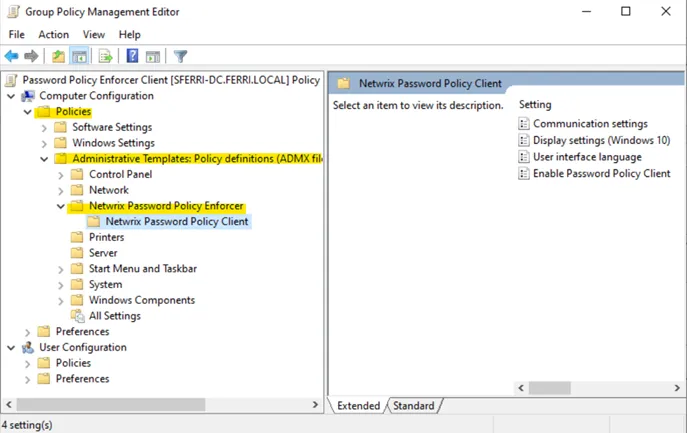 Group Policy Management Editor
File Action View Help
Password Policy Enforcer Client [SFERRI-DC.FERRI.LOCAL] Policy
Computer Configuration
Policies
Software Settings
Windows Settings
Administrative Templates: Policy definitions (ADMX fil
Control Panel
Network
Netwrix Password Policy Enforcer
Netwrix Password Policy Client
Printers
Server
Start Menu and Taskbar
System
Windows Components
All Settings
Preferences
User Configuration
Policies
Preferences
Netwrix Password Policy Client
Select an item to view its description.
Setting
Communication settings
Display settings (Windows 10)
User interface language
Enable Password Policy Client
Extended Standard
4 setting(s)